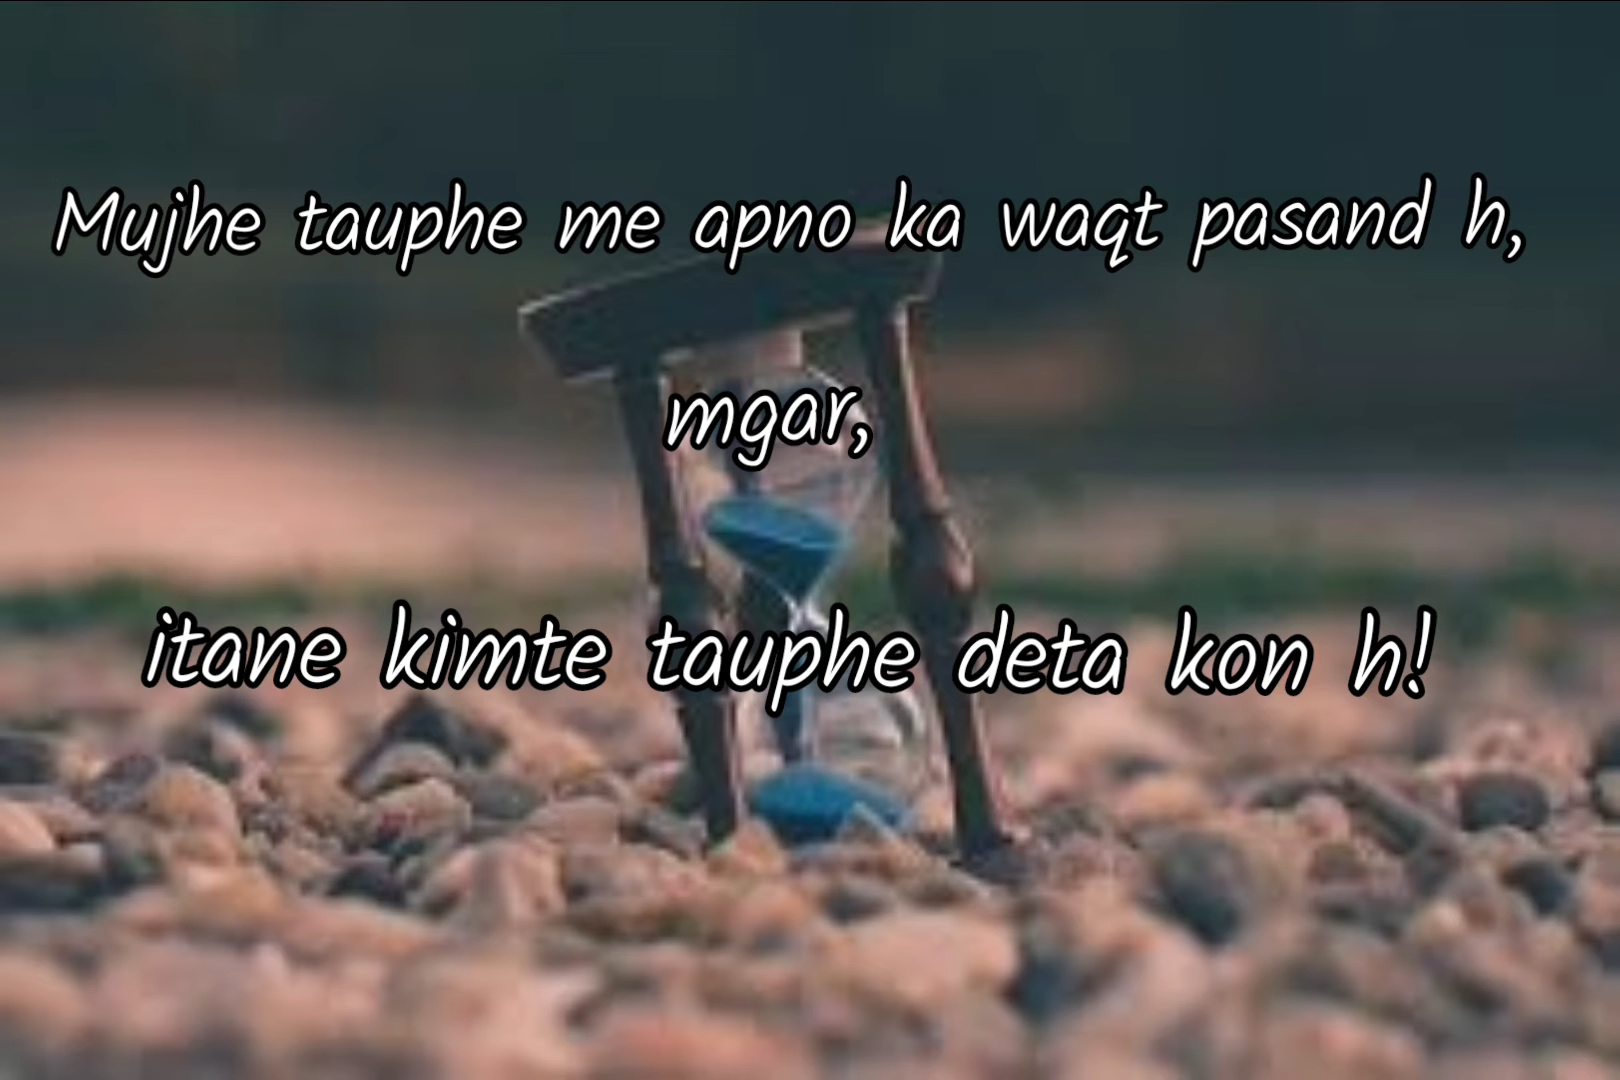 Mujhe tauphe me apno ka waqt pasand h,
mgar,
itane kimte tauphe deta kon h!